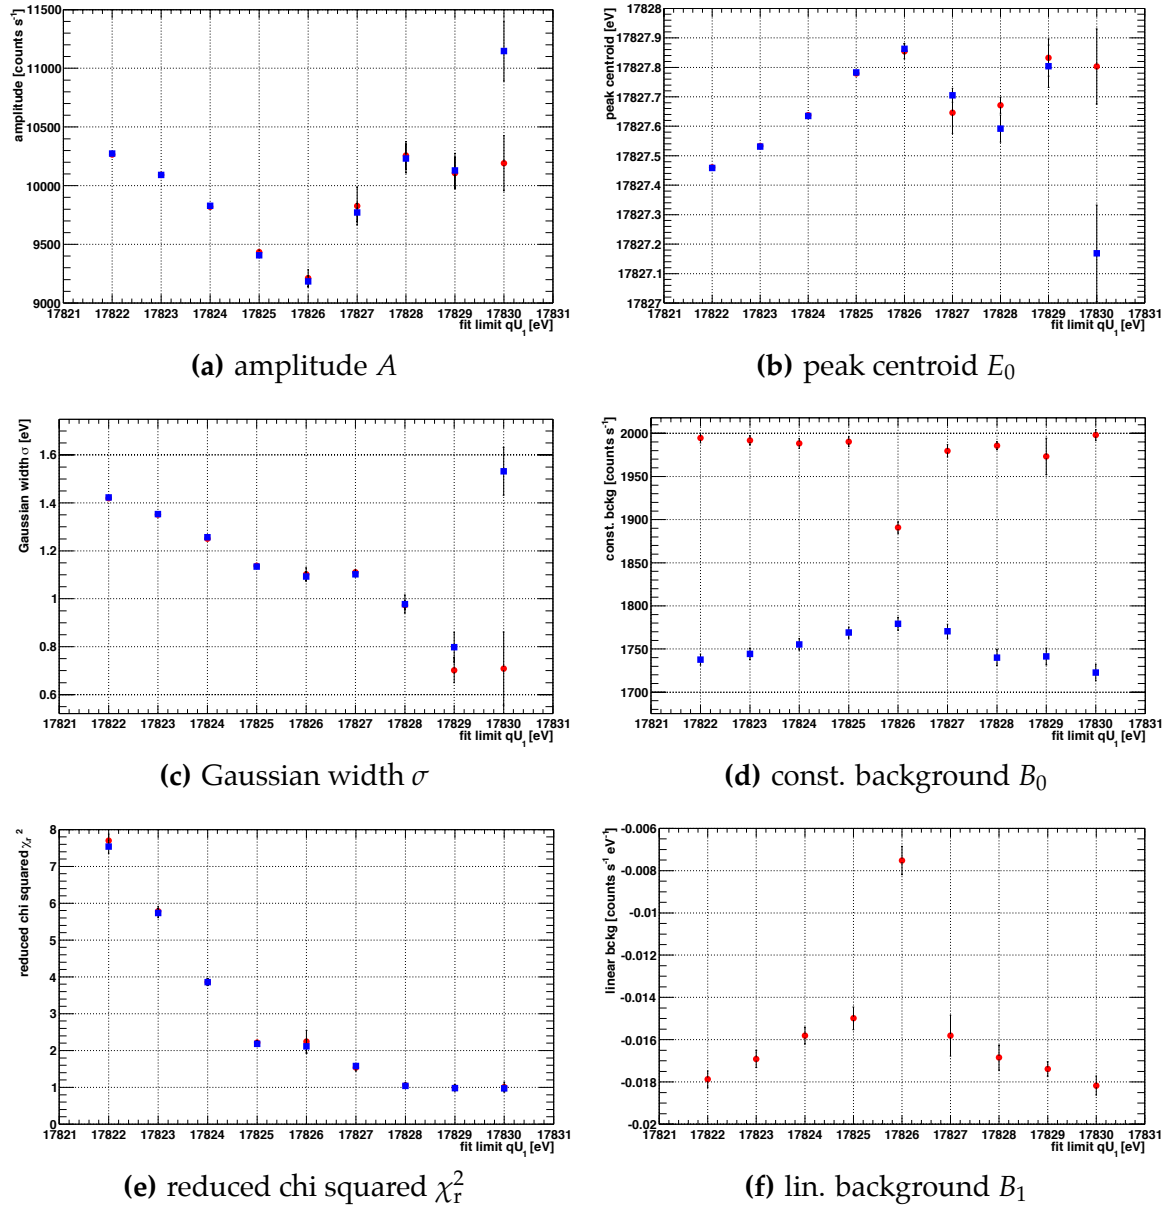 amplitude [counts s⁻¹]
11500
11000
10500
10000
9500
9000
17821 17822 17823 17824 17825 17826 17827 17828 17829 17830 17831
fit limit qU₁ [eV]
(a) amplitude A
peak centroid [eV]
17828
17827.9
17827.8
17827.7
17827.6
17827.5
17827.4
17827.3
17827.2
17827.1
17827
17821 17822 17823 17824 17825 17826 17827 17828 17829 17830 17831
fit limit qU₁ [eV]
(b) peak centroid E₀
Gaussian width σ [eV]
1.6
1.4
1.2
1
0.8
0.6
17821 17822 17823 17824 17825 17826 17827 17828 17829 17830 17831
fit limit qU₁ [eV]
(c) Gaussian width σ
const. bckg [counts s⁻¹]
2000
1950
1900
1850
1800
1750
1700
17821 17822 17823 17824 17825 17826 17827 17828 17829 17830 17831
fit limit qU₁ [eV]
(d) const. background B₀
reduced chi squared χᵣ²
8
7
6
5
4
3
2
1
0
17821 17822 17823 17824 17825 17826 17827 17828 17829 17830 17831
fit limit qU₁ [eV]
(e) reduced chi squared χᵣ²
linear bckg [counts s⁻¹ eV⁻¹]
-0.006
-0.008
-0.01
-0.012
-0.014
-0.016
-0.018
-0.02
17821 17822 17823 17824 17825 17826 17827 17828 17829 17830 17831
fit limit qU₁ [eV]
(f) lin. background B₁